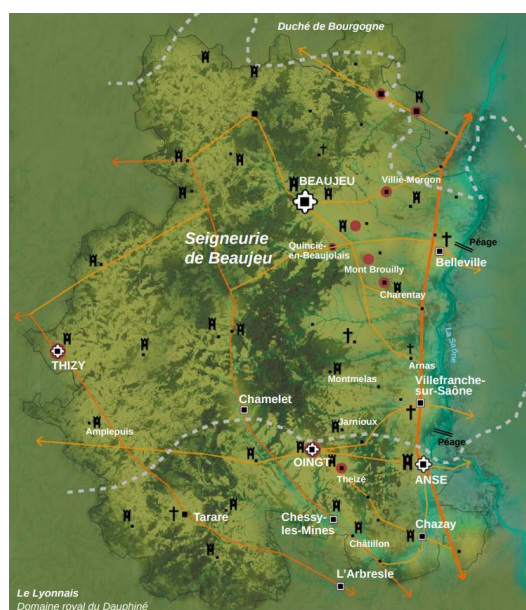 Duché de Bourgogne
BEAUJEU
Villié-Morgon
Seigneurie
de Beaujeu
Quincié-
en-Beaujolais
Péage
Belleville
Mont Brouilly
Charentay
La Saône
THIZY
Arnas
Montmelas
Villefranche-
sur-Saône
Chamelet
Jarnioux
Amplepuis
Péage
OINGT
Theizé
ANSE
Tarare
Chessy-
les-Mines
Chazay
Châtillon
L'Arbresle
Le Lyonnais
Domaine royal du Dauphiné